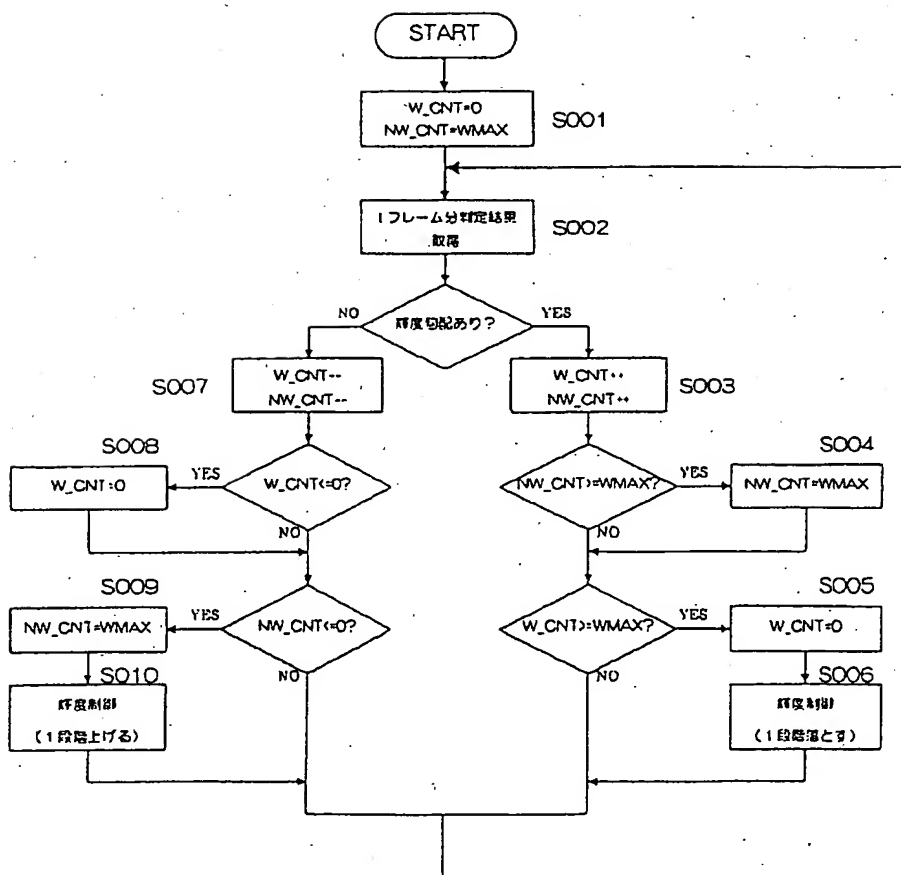 START
W_CNT=0
NW_CNT=WMAX
S001
1フレーム分判定結果
取得
S002
輝度勾配あり?
NO
YES
S007
W_CNT--
NW_CNT--
W_CNT++
NW_CNT++
S003
S008
W_CNT=0
YES
W_CNT<=0?
NO
NW_CNT>=WMAX?
YES
NO
S004
NW_CNT=WMAX
S009
NW_CNT=WMAX
YES
NW_CNT<=0?
NO
W_CNT>=WMAX?
YES
NO
S005
W_CNT=0
S010
輝度制御
(1段階上げる)
S006
輝度制御
(1段階落とす)